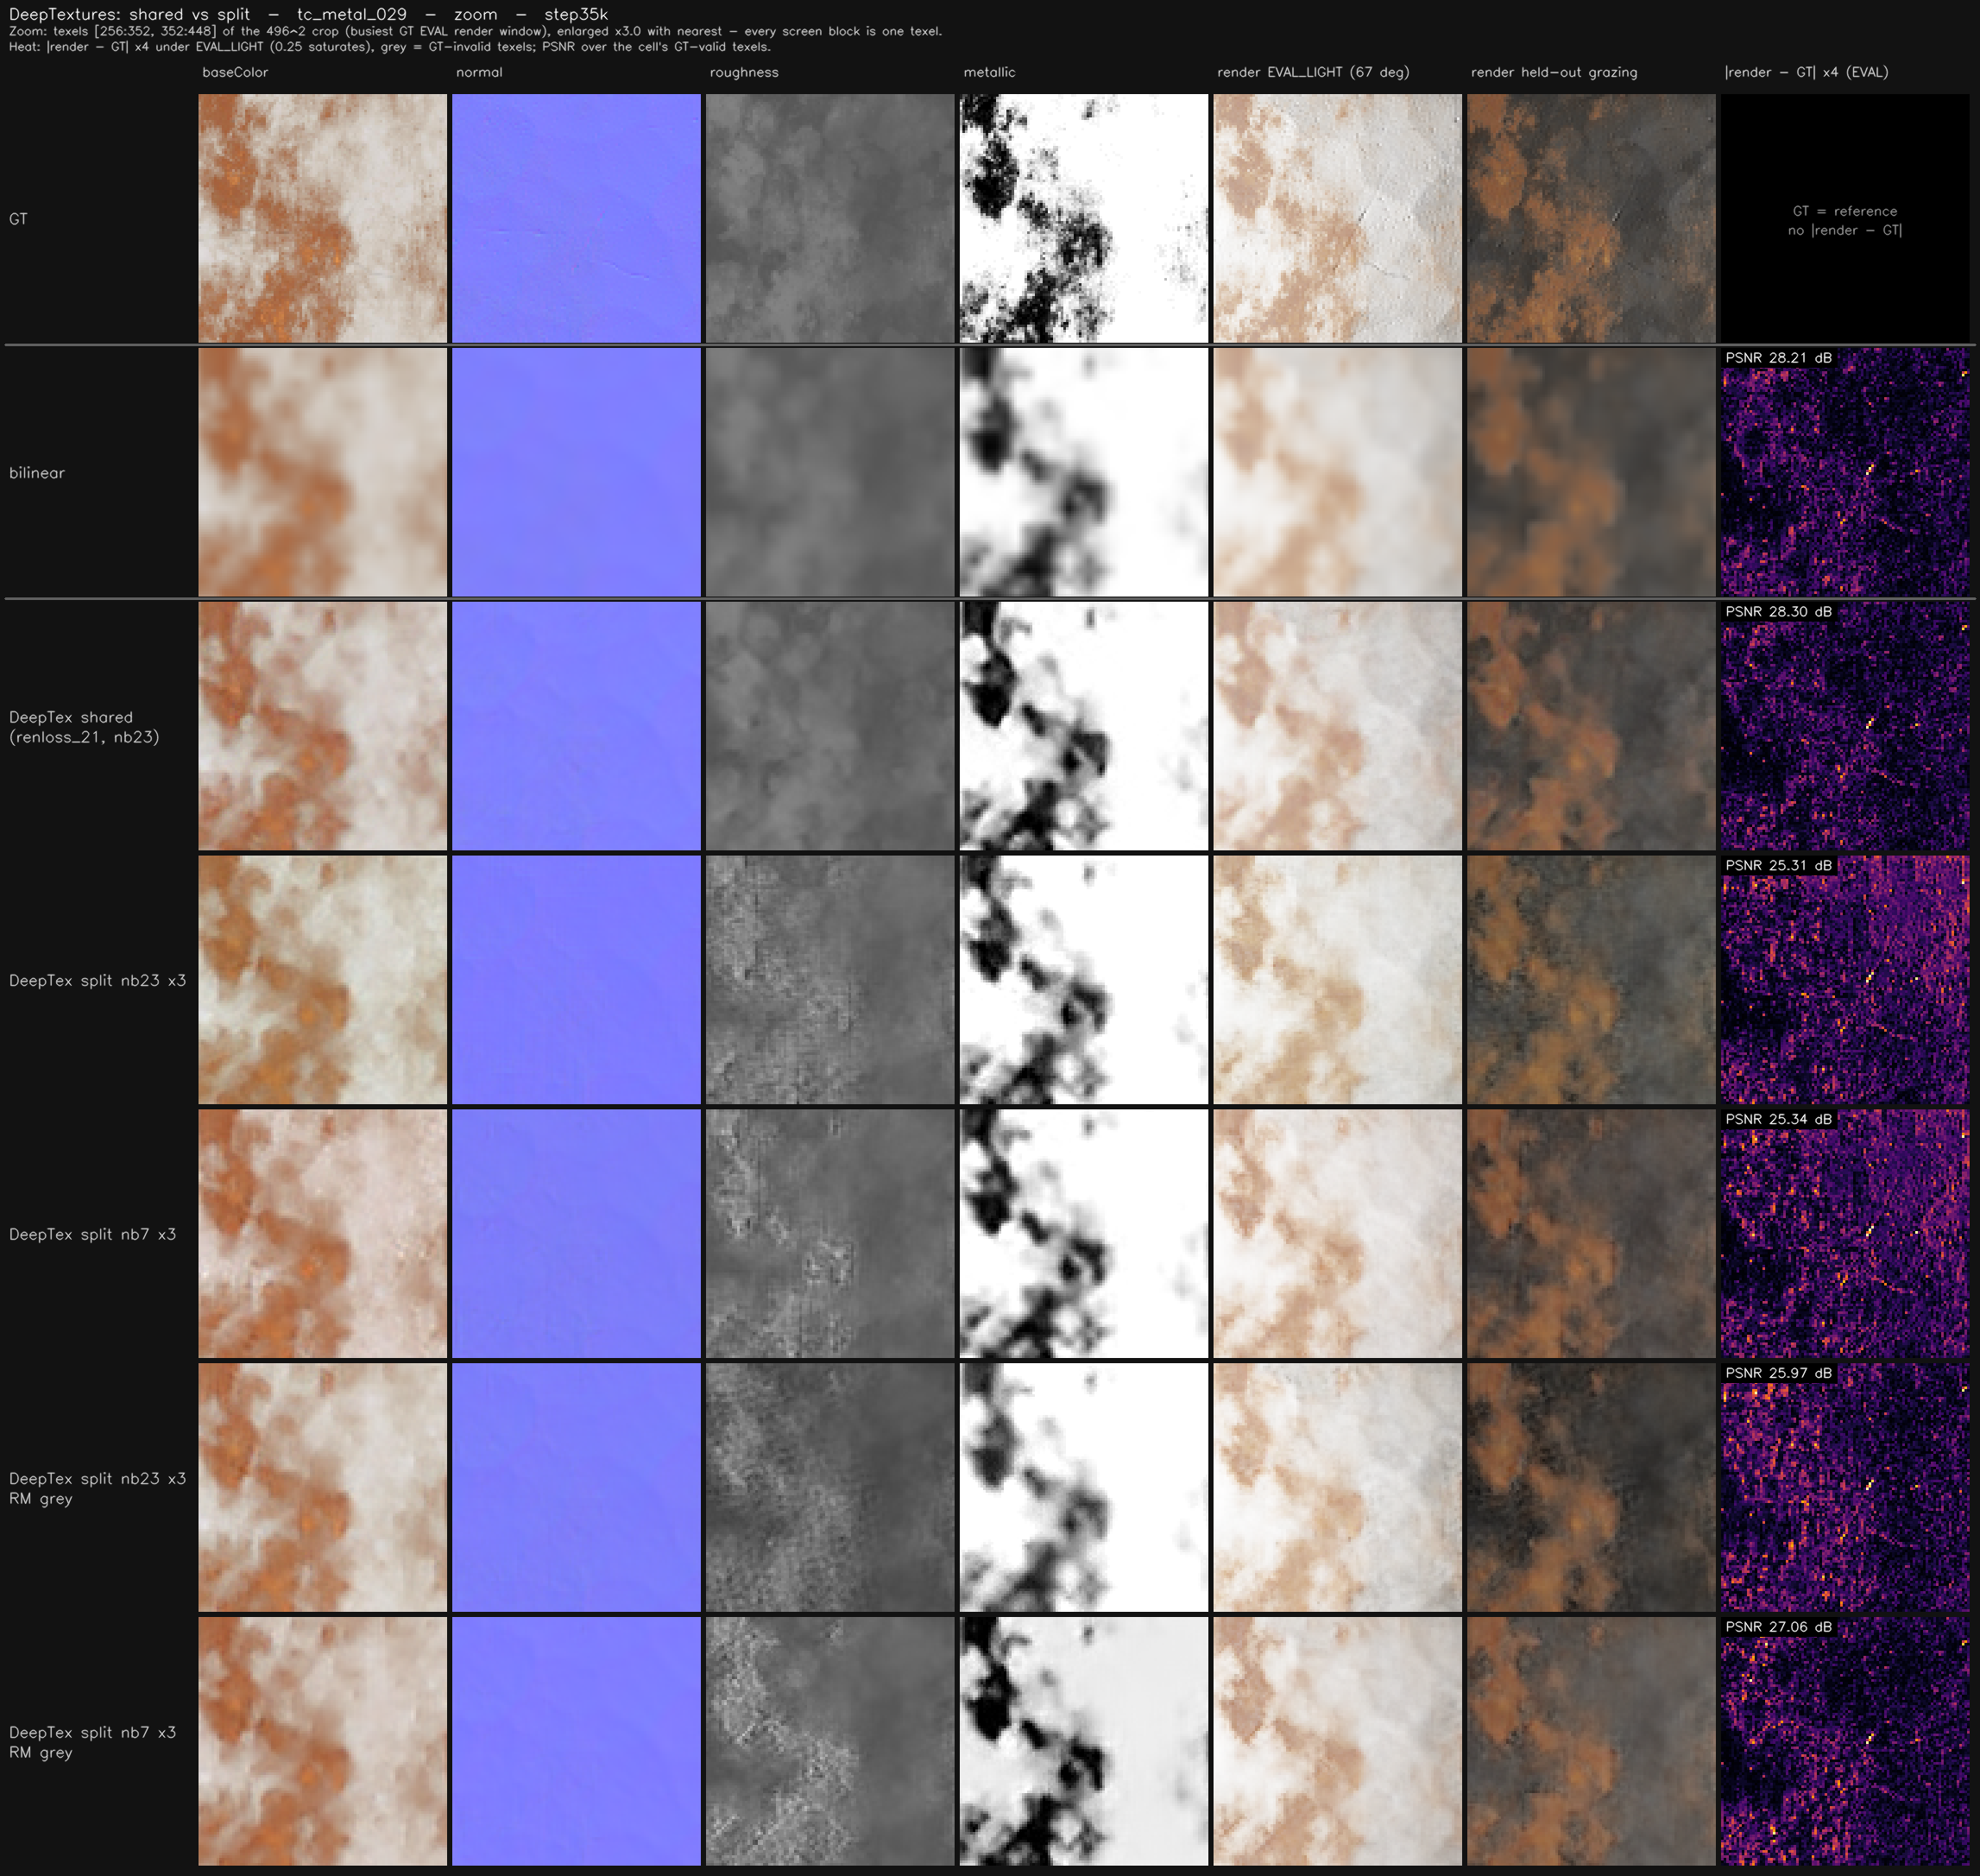 DeepTextures: shared vs split — tc_metal_029 — zoom — step35k
Zoom: texels [256:352, 352:448] of the 496^2 crop (busiest GT EVAL render window), enlarged x3.0 with nearest — every screen block is one texel.
Heat: |render − GT| x4 under EVAL_LIGHT (0.25 saturates), grey = GT-invalid texels; PSNR over the cell's GT-valid texels.
baseColor normal roughness metallic render EVAL_LIGHT (67 deg) render held-out grazing |render − GT| x4 (EVAL)
GT
GT = reference
no |render − GT|
bilinear
PSNR 28.21 dB
DeepTex shared
(renloss_21, nb23)
PSNR 28.30 dB
DeepTex split nb23 x3
PSNR 25.31 dB
DeepTex split nb7 x3
PSNR 25.34 dB
DeepTex split nb23 x3
RM grey
PSNR 25.97 dB
DeepTex split nb7 x3
RM grey
PSNR 27.06 dB